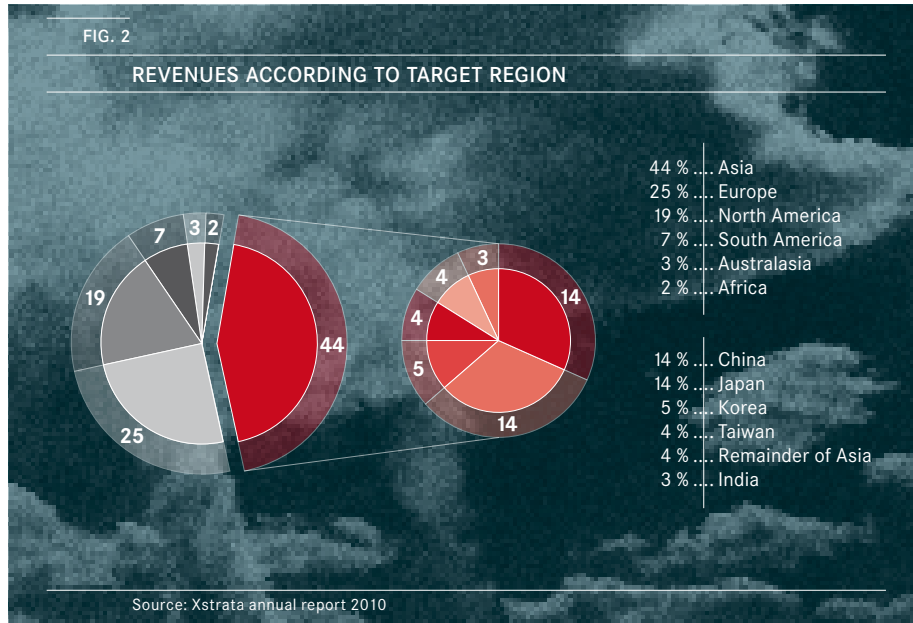 FIG. 2
REVENUES ACCORDING TO TARGET REGION
44 % .... Asia
25 % .... Europe
19 % .... North America
7 % .... South America
3 % .... Australasia
2 % .... Africa
7
3
2
19
44
25
3
4
14
4
5
14
14 % .... China
14 % .... Japan
5 % .... Korea
4 % .... Taiwan
4 % .... Remainder of Asia
3 % .... India
Source: Xstrata annual report 2010